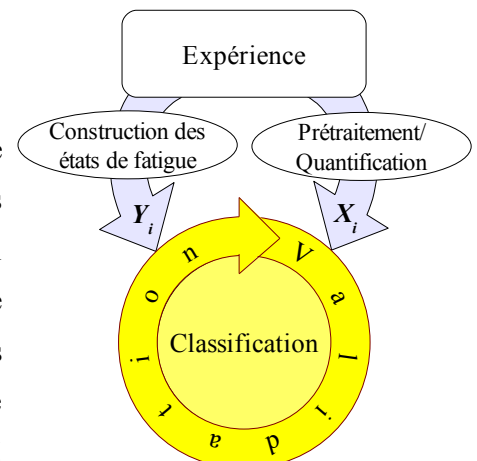 Expérience
Construction des
états de fatigue
Prétraitement/
Quantification
Y i
X i
Validation
Classification
e
s
e
s
e